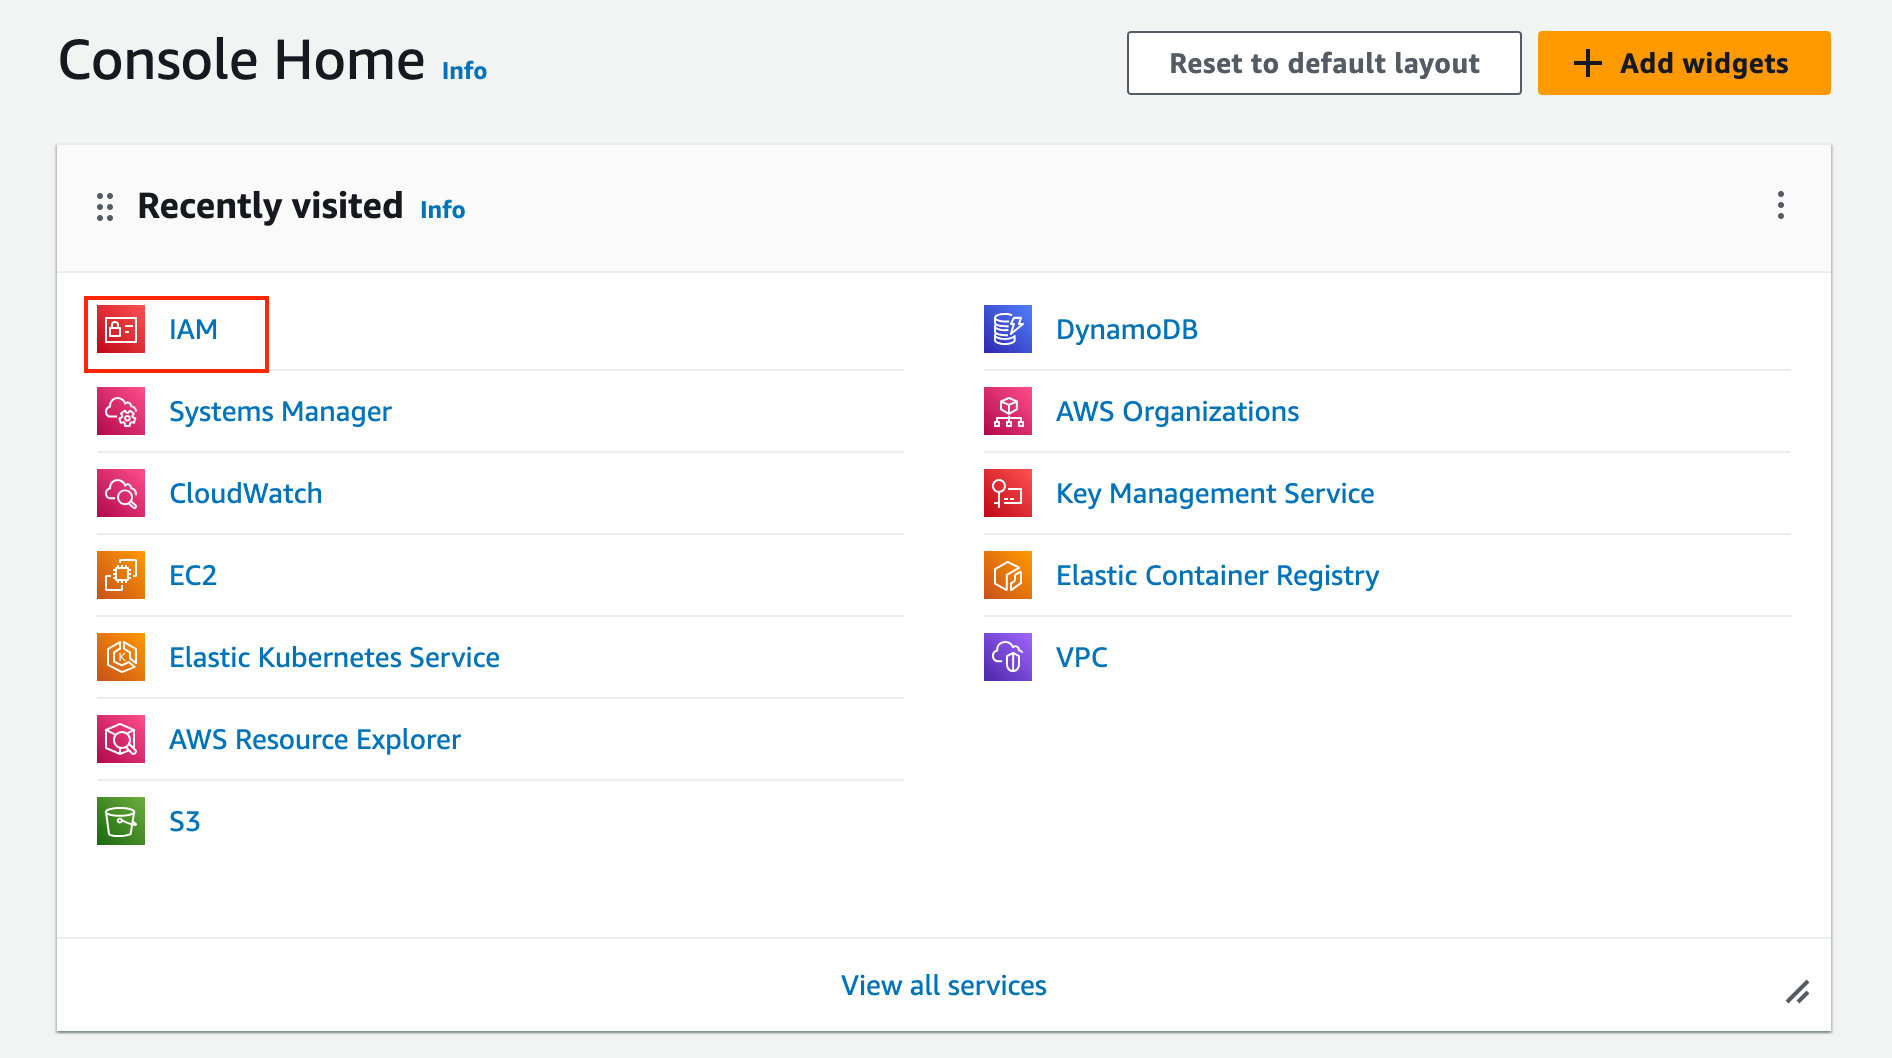 Console Home Info
Reset to default layout
+ Add widgets
Recently visited Info
IAM
Systems Manager
CloudWatch
EC2
Elastic Kubernetes Service
AWS Resource Explorer
S3
DynamoDB
AWS Organizations
Key Management Service
Elastic Container Registry
VPC
View all services